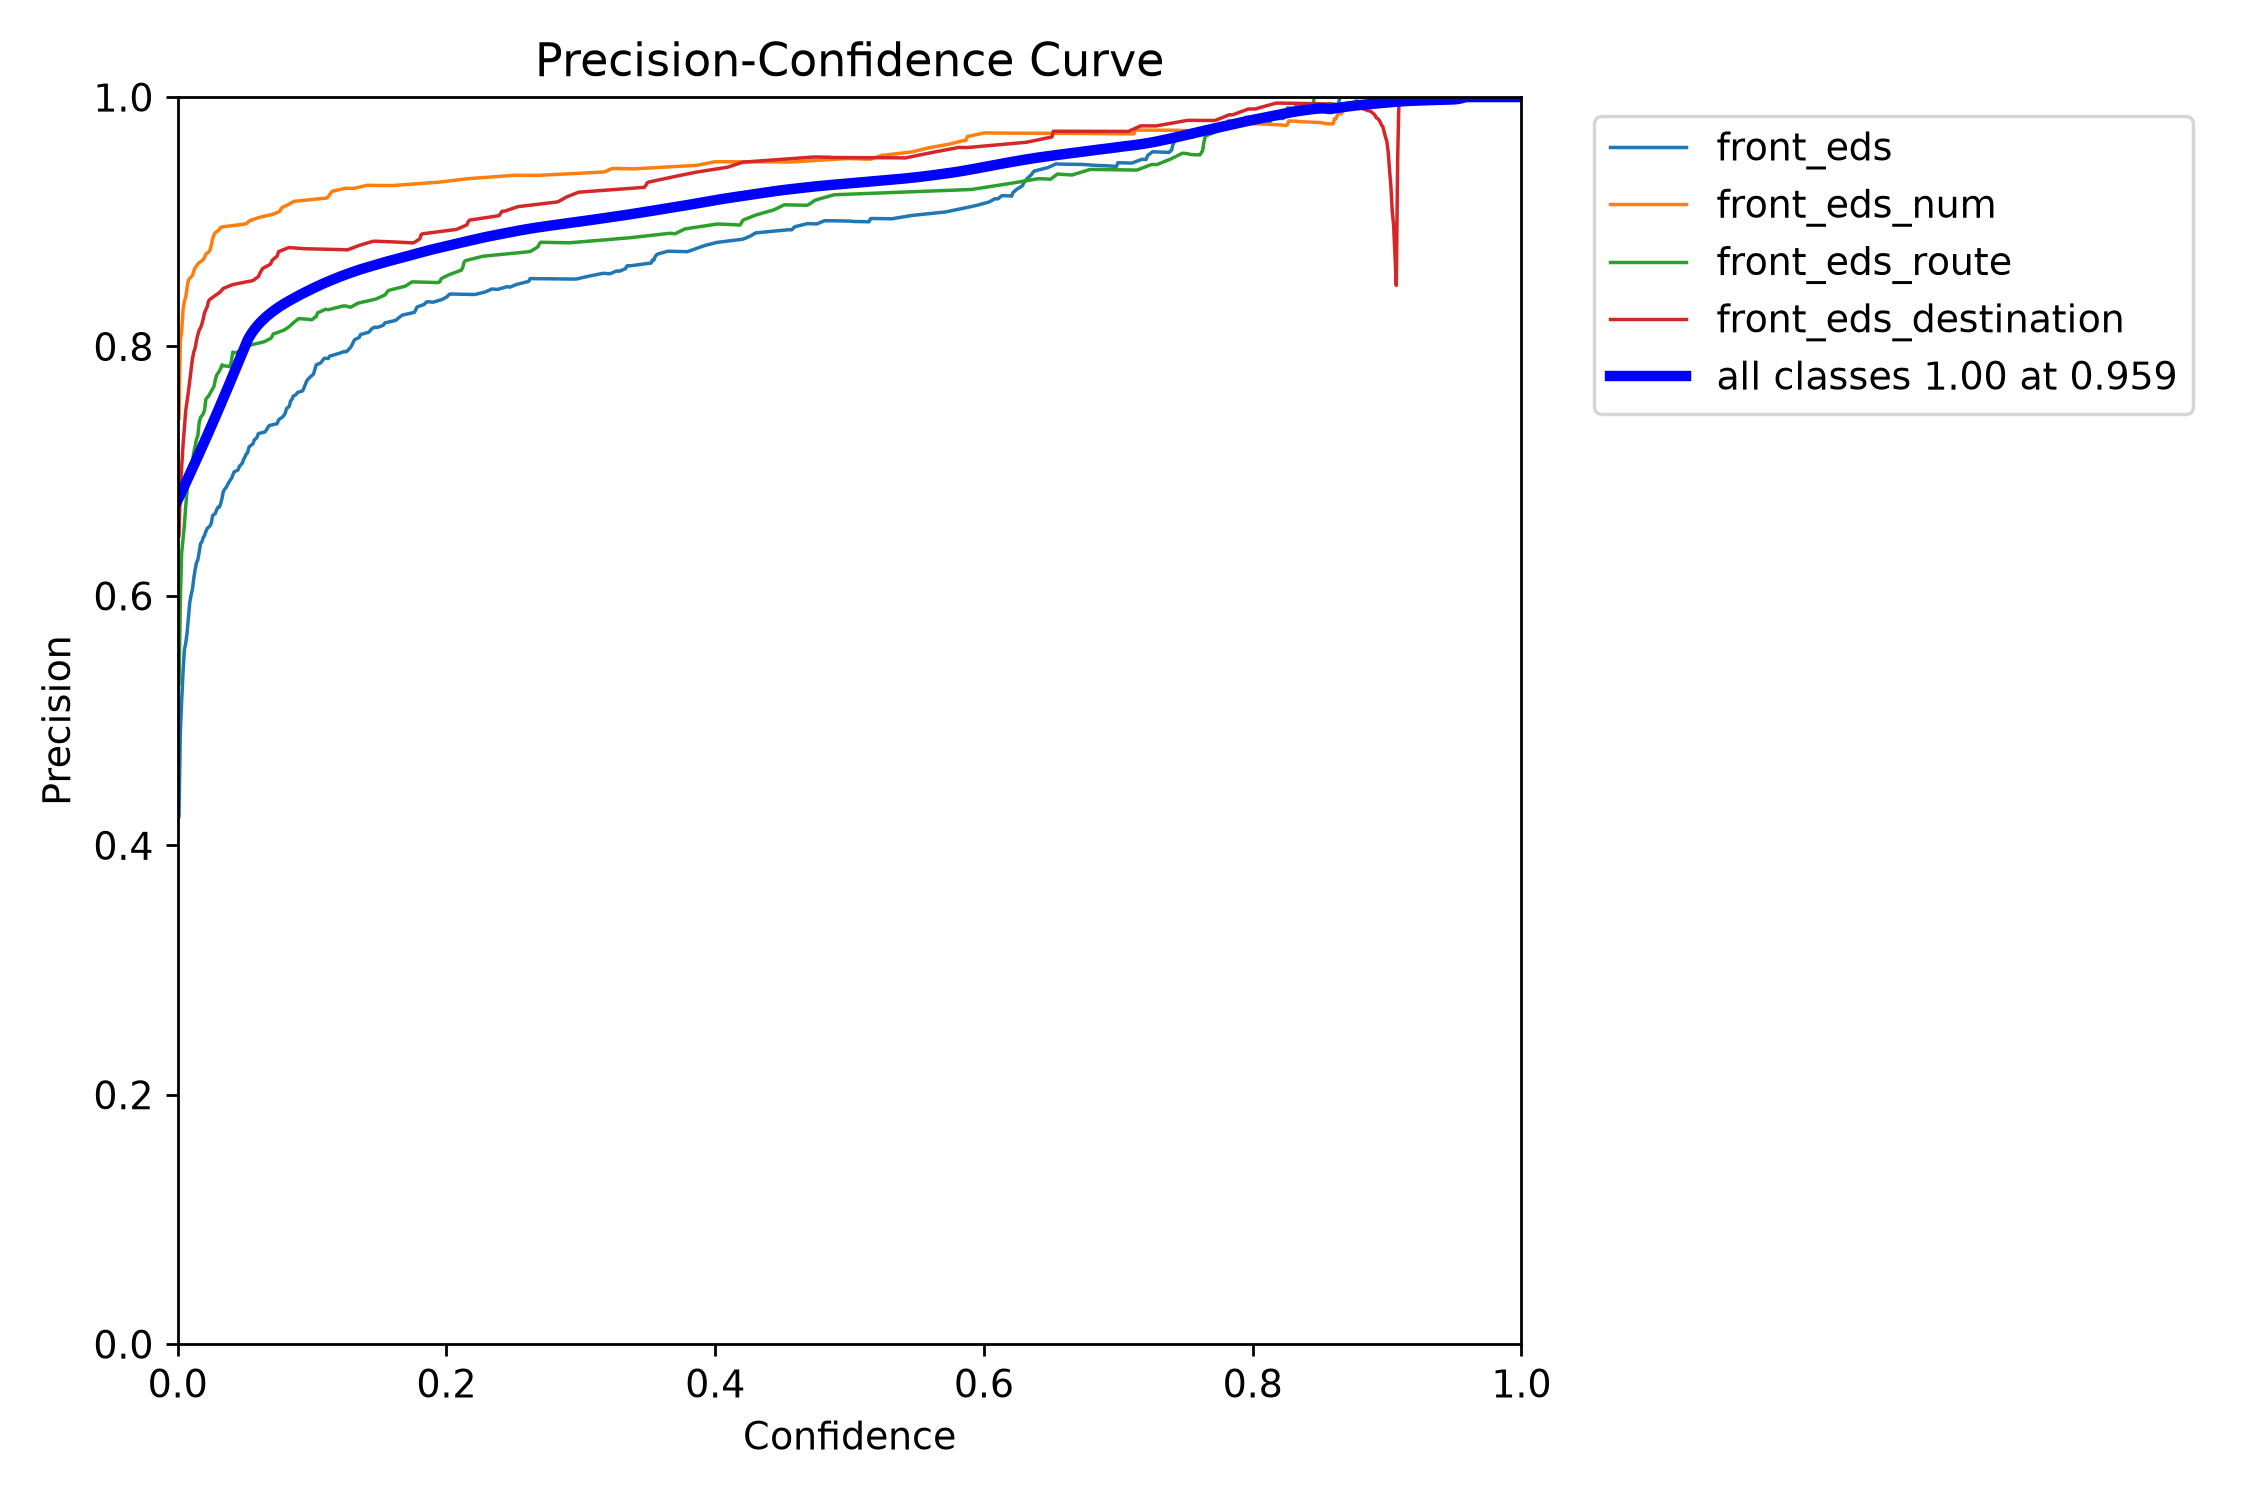 Precision-Confidence Curve
1.0
0.8
0.6
0.4
0.2
0.0
Precision
0.0 0.2 0.4 0.6 0.8 1.0
Confidence
front_eds
front_eds_num
front_eds_route
front_eds_destination
all classes 1.00 at 0.959